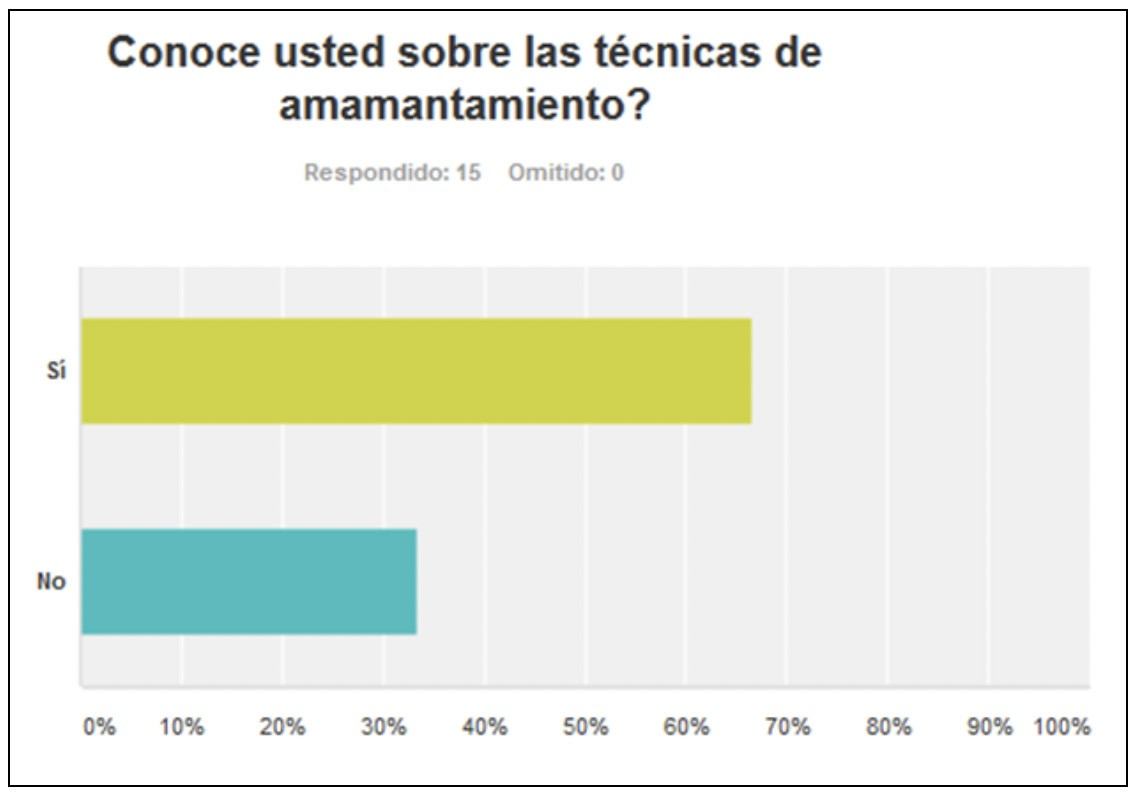 Conoce usted sobre las técnicas de
amamantamiento?
Respondido: 15 Omitido: 0
Sí
No
0% 10% 20% 30% 40% 50% 60% 70% 80% 90% 100%